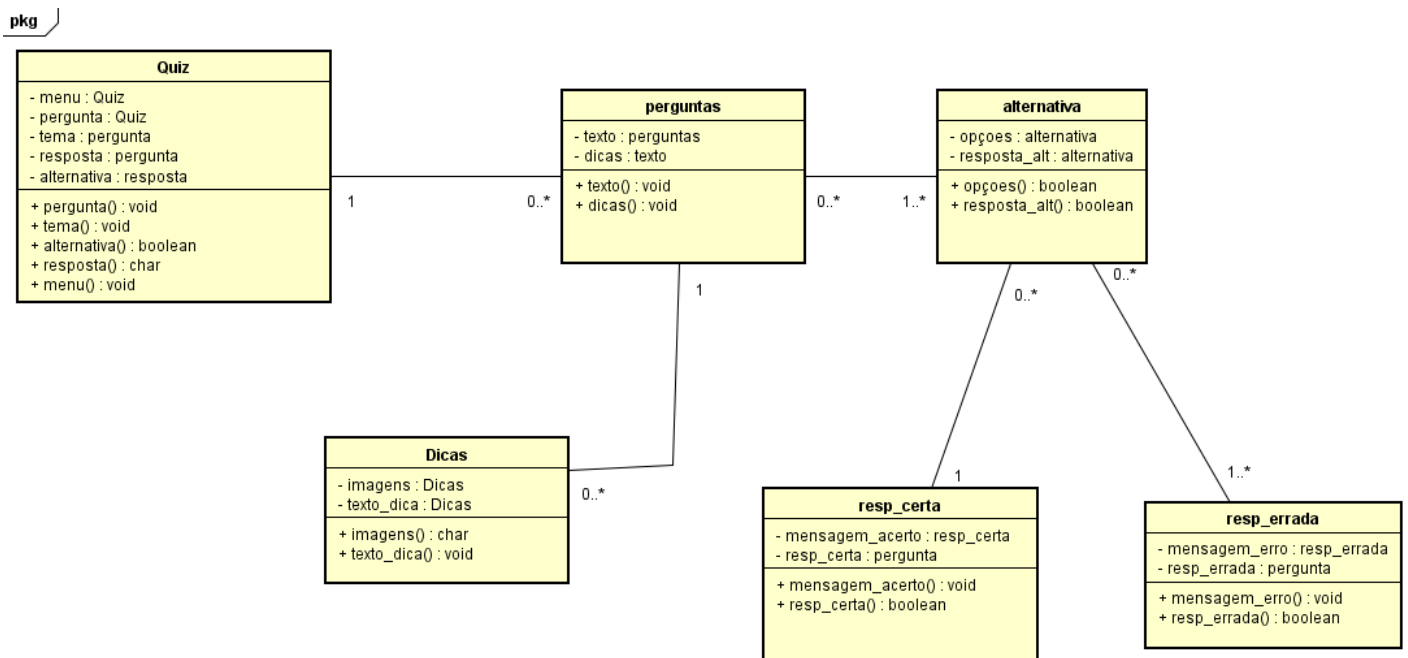 pkg
Quiz
- menu : Quiz
- pergunta : Quiz
- tema : pergunta
- resposta : pergunta
- alternativa : resposta
+ pergunta() : void
+ tema() : void
+ alternativa() : boolean
+ resposta() : char
+ menu() : void
1
0..*
perguntas
- texto : perguntas
- dicas : texto
+ texto() : void
+ dicas() : void
0..*
1..*
alternativa
- opçoes : alternativa
- resposta_alt : alternativa
+ opçoes() : boolean
+ resposta_alt() : boolean
1
0..*
0..*
Dicas
- imagens : Dicas
- texto_dica : Dicas
+ imagens() : char
+ texto_dica() : void
0..*
1
resp_certa
- mensagem_acerto : resp_certa
- resp_certa : pergunta
+ mensagem_acerto() : void
+ resp_certa() : boolean
1..*
resp_errada
- mensagem_erro : resp_errada
- resp_errada : pergunta
+ mensagem_erro() : void
+ resp_errada() : boolean